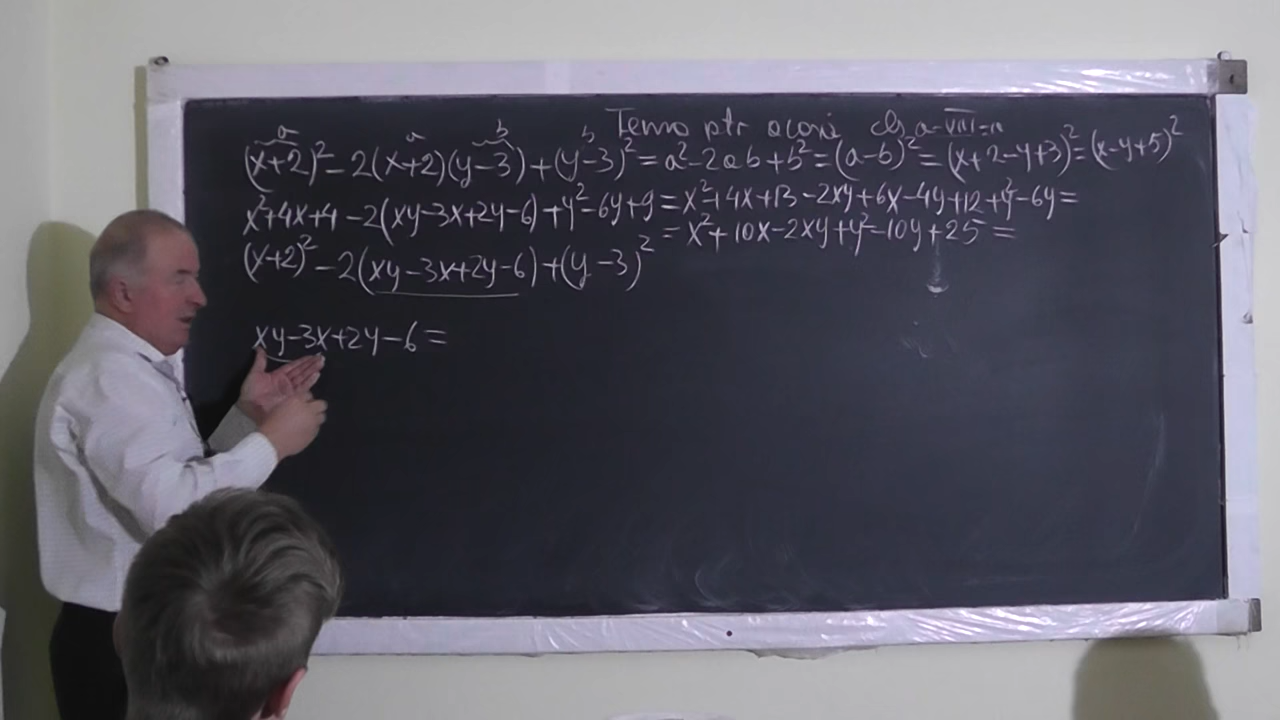 Tema ptr acasă cls a-VIII-a
a a b b
(x+2)² - 2(x+2)(y-3) + (y-3)² = a² - 2ab + b² = (a-b)² = (x+2-y+3)² = (x-y+5)²
x²+4x+4 - 2(xy-3x+2y-6) + y² - 6y + 9 = x²+4x+13 - 2xy + 6x - 4y + 12 + y² - 6y =
= x² + 10x - 2xy + y² - 10y + 25 =
(x+2)² - 2(xy-3x+2y-6) + (y-3)²
xy-3x+2y-6 =